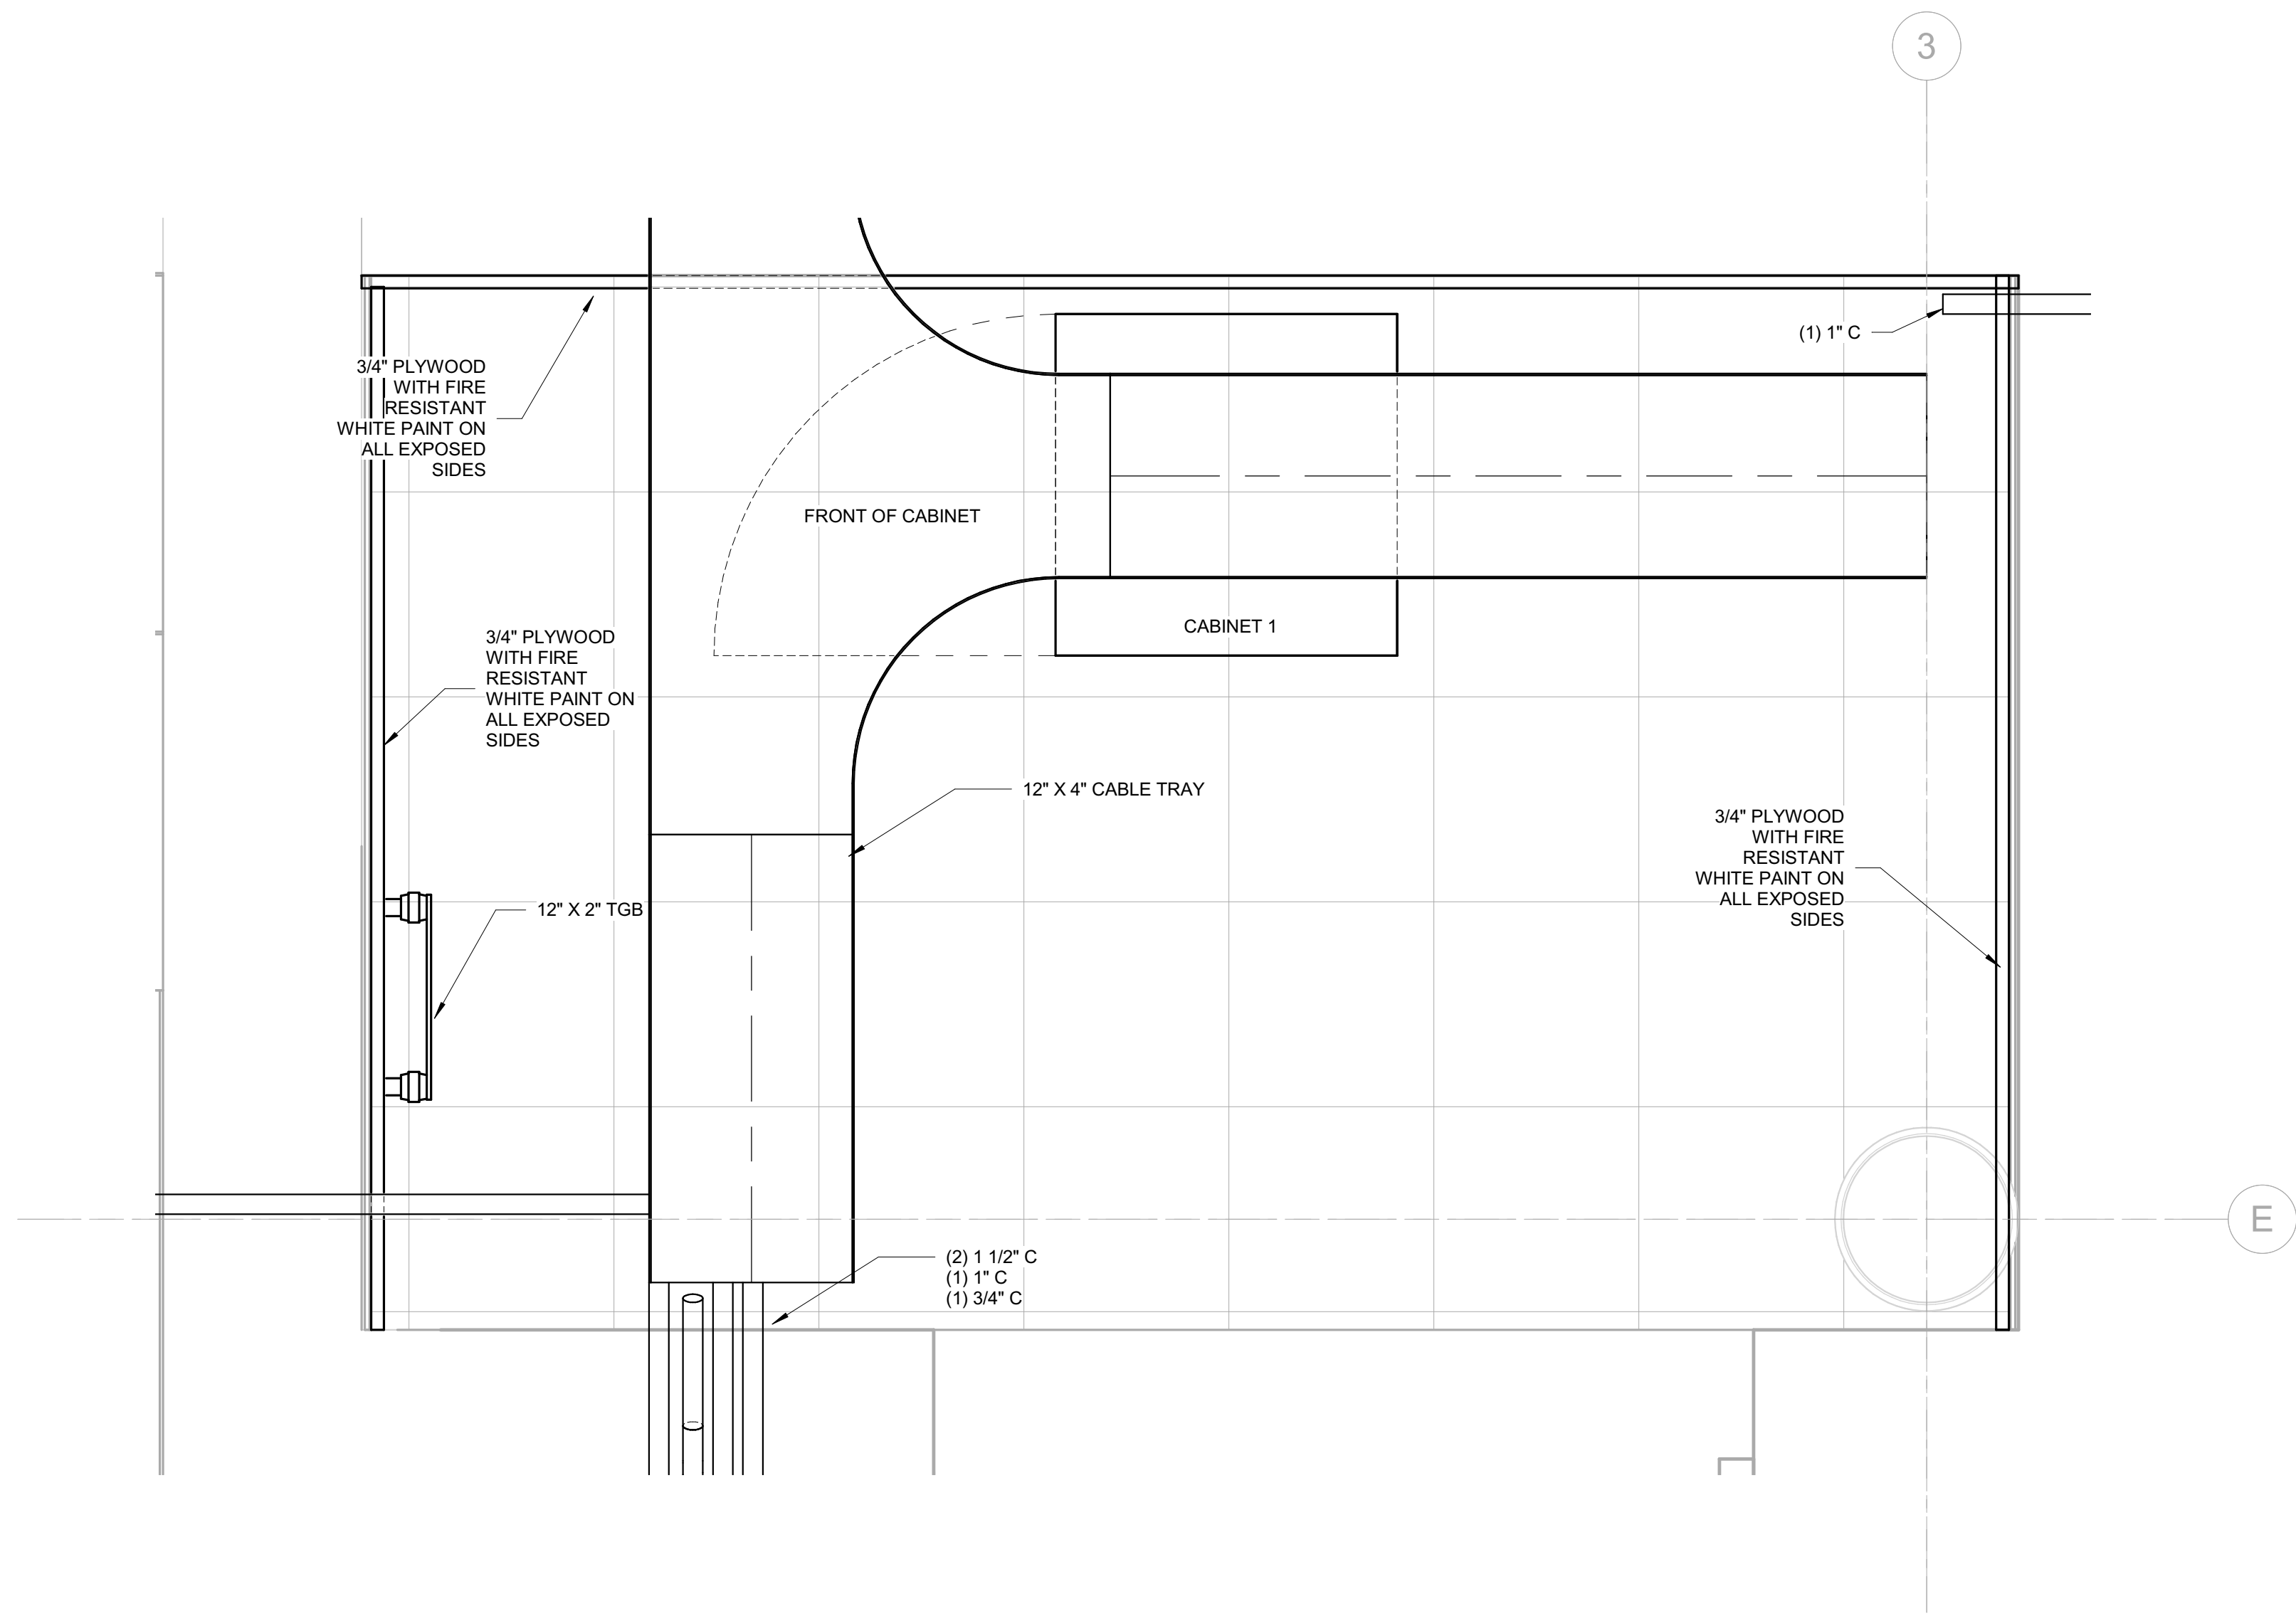 3
(1) 1" C
3/4" PLYWOOD
WITH FIRE
RESISTANT
WHITE PAINT ON
ALL EXPOSED
SIDES
FRONT OF CABINET
CABINET 1
3/4" PLYWOOD
WITH FIRE
RESISTANT
WHITE PAINT ON
ALL EXPOSED
SIDES
12" X 4" CABLE TRAY
3/4" PLYWOOD
WITH FIRE
RESISTANT
WHITE PAINT ON
ALL EXPOSED
SIDES
12" X 2" TGB
E
(2) 1 1/2" C
(1) 1" C
(1) 3/4" C